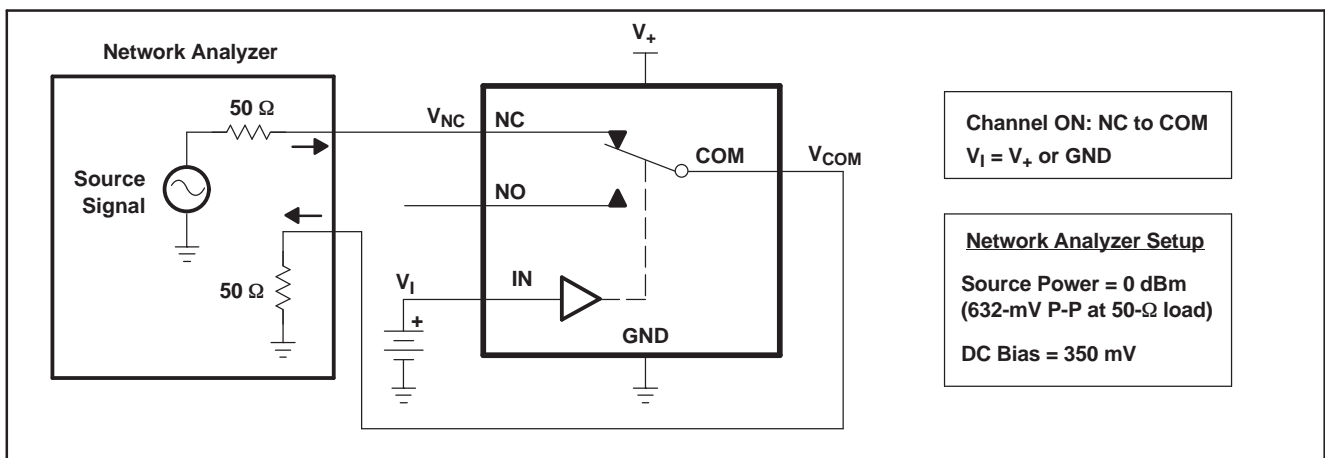 V+
Network Analyzer
50 Ω
VNC
NC
COM
VCOM
Source
Signal
NO
50 Ω
VI
IN
+
GND
Channel ON: NC to COM
VI = V+ or GND
Network Analyzer Setup
Source Power = 0 dBm
(632-mV P-P at 50-Ω load)
DC Bias = 350 mV